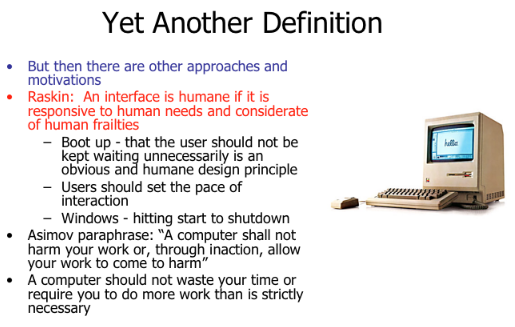 Yet Another Definition
• But then there are other approaches and
motivations
• Raskin: An interface is humane if it is
responsive to human needs and considerate
of human frailties
– Boot up - that the user should not be
kept waiting unnecessarily is an
obvious and humane design principle
– Users should set the pace of
interaction
– Windows - hitting start to shutdown
• Asimov paraphrase: “A computer shall not
harm your work or, through inaction, allow
your work to come to harm”
• A computer should not waste your time or
require you to do more work than is strictly
necessary
hello